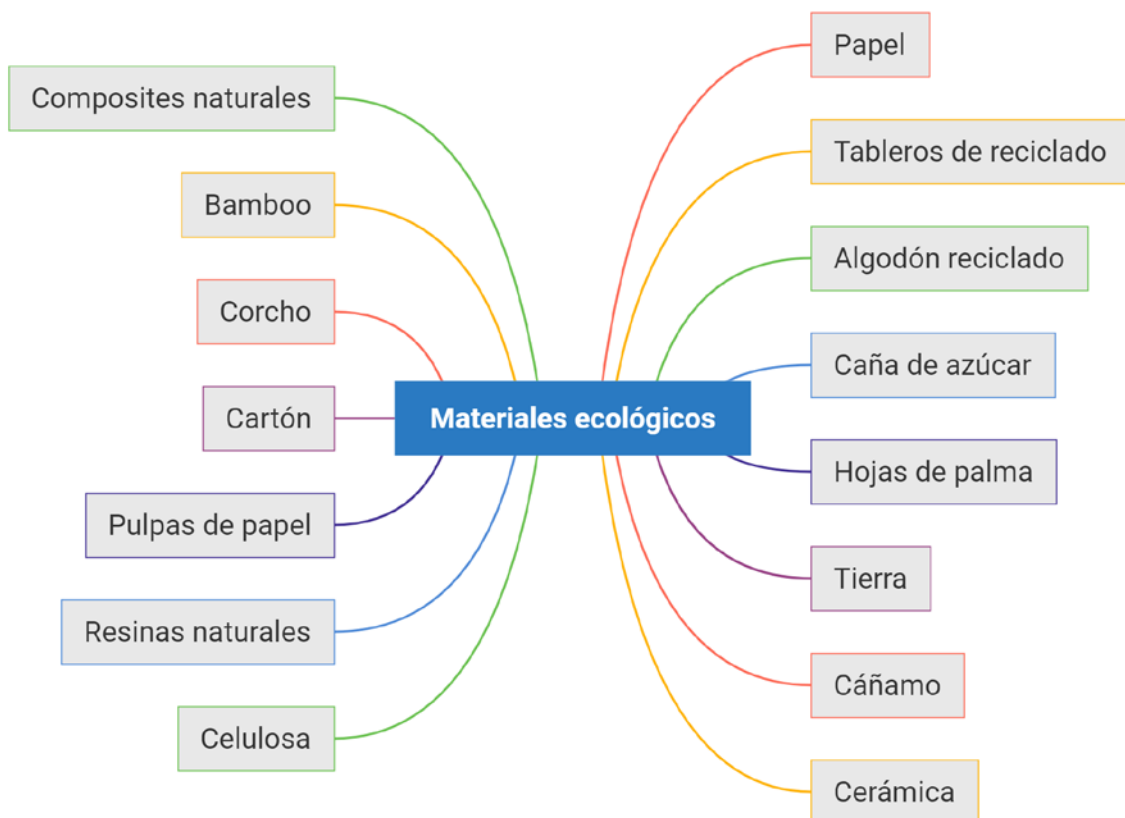 Composites naturales
Bamboo
Corcho
Cartón
Pulpas de papel
Resinas naturales
Celulosa
Materiales ecológicos
Papel
Tableros de reciclado
Algodón reciclado
Caña de azúcar
Hojas de palma
Tierra
Cáñamo
Cerámica